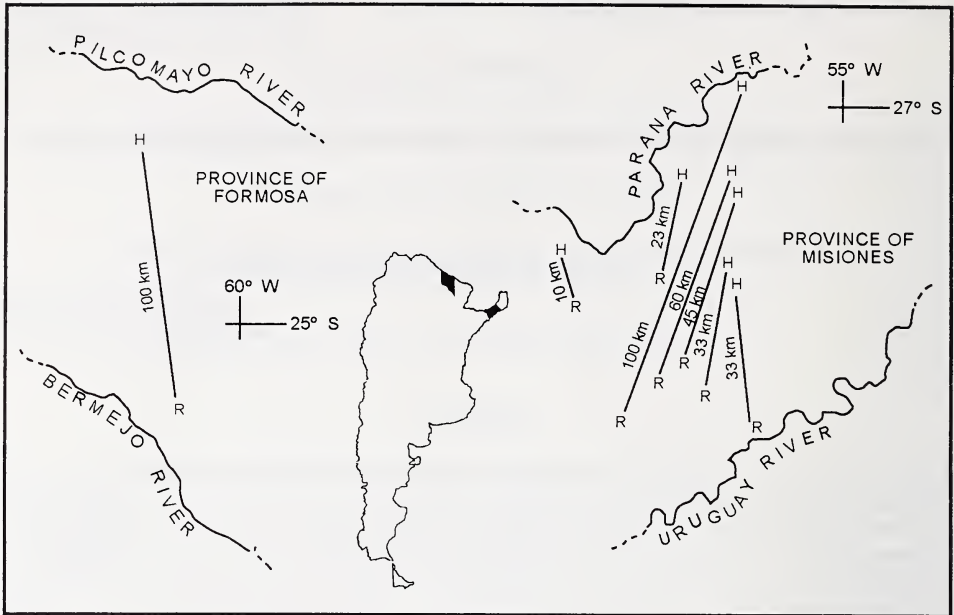 PILCOMAYO RIVER
H
PROVINCE OF
FORMOSA
100 km
60° W
25° S
R
BERMEJO RIVER
PARANA RIVER
55° W
27° S
H
H
H
H
23 km
PROVINCE OF
MISIONES
H
10 km
R
R
H
H
100 km
60 km
45 km
33 km
33 km
R
R
R
R
R
URUGUAY RIVER